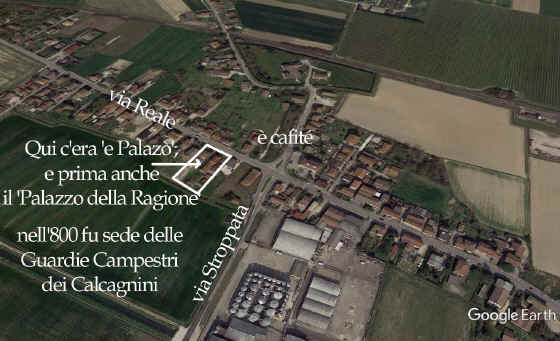 via Reale
è cafité
Qui c'era 'e Palazò';
e prima anche
il 'Palazzo della Ragione'
nell'800 fu sede delle
Guardie Campestri
dei Calcagnini
via Stroppata
Google Earth